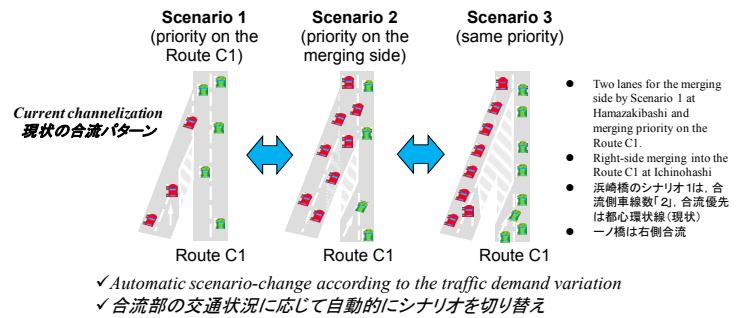 Scenario 1
(priority on the
Route C1)
Scenario 2
(priority on the
merging side)
Scenario 3
(same priority)
Current channelization
現状の合流パターン
Route C1
Route C1
Route C1
● Two lanes for the merging
side by Scenario 1 at
Hamazakibashi and
merging priority on the
Route C1.
● Right-side merging into the
Route C1 at Ichinohashi
● 浜崎橋のシナリオ1は，合
流側車線数「2」，合流優先
は都心環状線（現状）
● 一ノ橋は右側合流
✓Automatic scenario-change according to the traffic demand variation
✓合流部の交通状況に応じて自動的にシナリオを切り替え